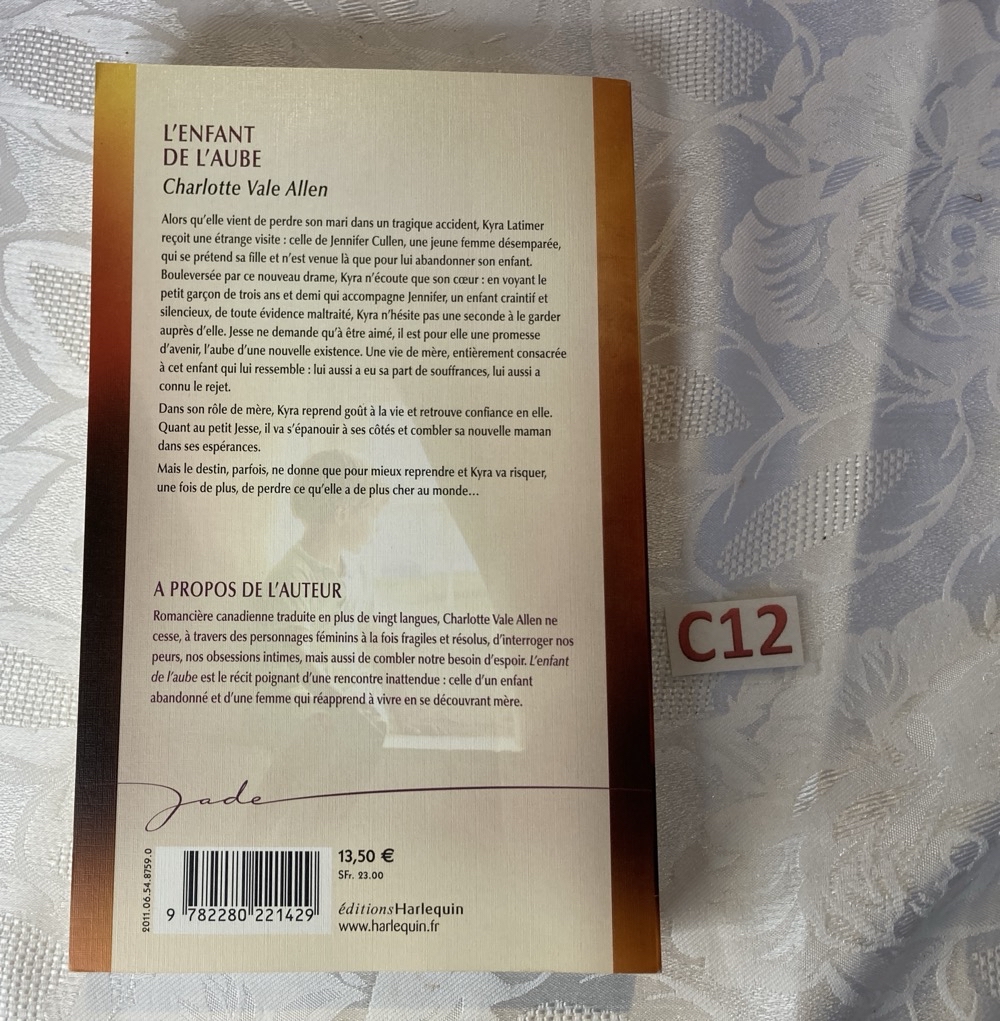 L'ENFANT
DE L'AUBE
Charlotte Vale Allen
Alors qu'elle vient de perdre son mari dans un tragique accident, Kyra Latimer
reçoit une étrange visite : celle de Jennifer Cullen, une jeune femme désemparée,
qui se prétend sa fille et n'est venue là que pour lui abandonner son enfant.
Bouleversée par ce nouveau drame, Kyra n'écoute que son cœur : en voyant le
petit garçon de trois ans et demi qui accompagne Jennifer, un enfant craintif et
silencieux, de toute évidence maltraité, Kyra n'hésite pas une seconde à le garder
auprès d'elle. Jesse ne demande qu'à être aimé, il est pour elle une promesse
d'avenir, l'aube d'une nouvelle existence. Une vie de mère, entièrement consacrée
à cet enfant qui lui ressemble : lui aussi a eu sa part de souffrances, lui aussi a
connu le rejet.
Dans son rôle de mère, Kyra reprend goût à la vie et retrouve confiance en elle.
Quant au petit Jesse, il va s'épanouir à ses côtés et combler sa nouvelle maman
dans ses espérances.
Mais le destin, parfois, ne donne que pour mieux reprendre et Kyra va risquer,
une fois de plus, de perdre ce qu'elle a de plus cher au monde...
A PROPOS DE L'AUTEUR
Romancière canadienne traduite en plus de vingt langues, Charlotte Vale Allen ne
cesse, à travers des personnages féminins à la fois fragiles et résolus, d'interroger nos
peurs, nos obsessions intimes, mais aussi de combler notre besoin d'espoir. L'enfant
de l'aube est le récit poignant d'une rencontre inattendue : celle d'un enfant
abandonné et d'une femme qui réapprend à vivre en se découvrant mère.
C12
Jade
2011.06.54.8759.0
9 782280 221429
13,50 €
SFr. 23.00
éditionsHarlequin
www.harlequin.fr